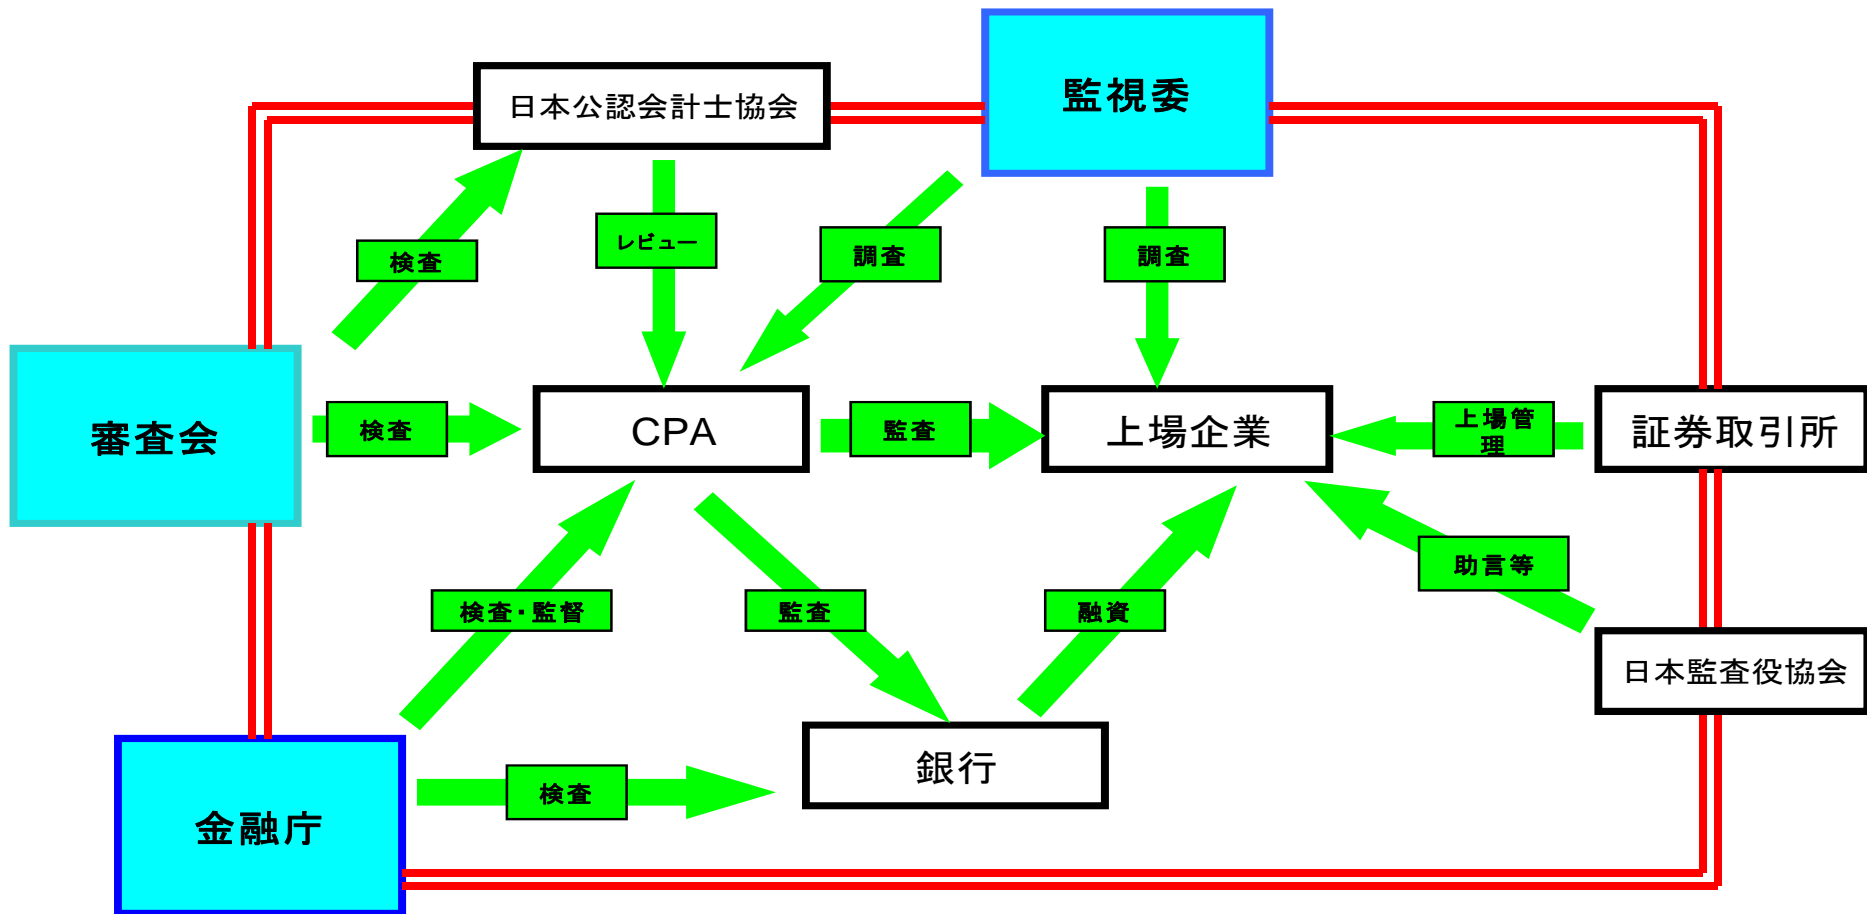 監視委
日本公認会計士協会
レビュー
調査
調査
検査
審査会
検査
CPA
監査
上場企業
上場管
理
証券取引所
助言等
検査・監督
監査
融資
日本監査役協会
銀行
検査
金融庁